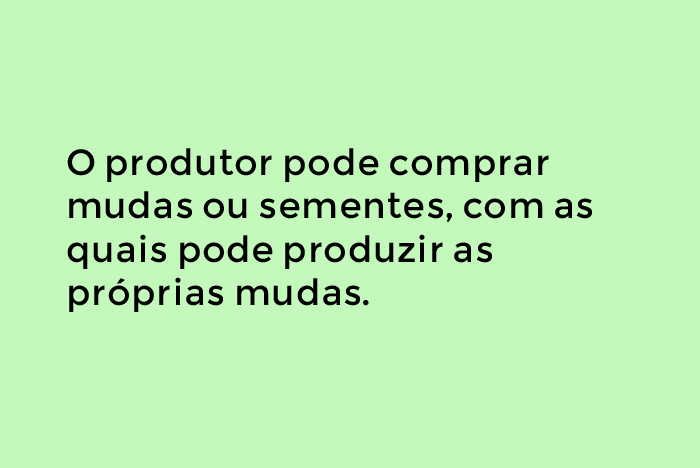 O produtor pode comprar
mudas ou sementes, com as
quais pode produzir as
próprias mudas.